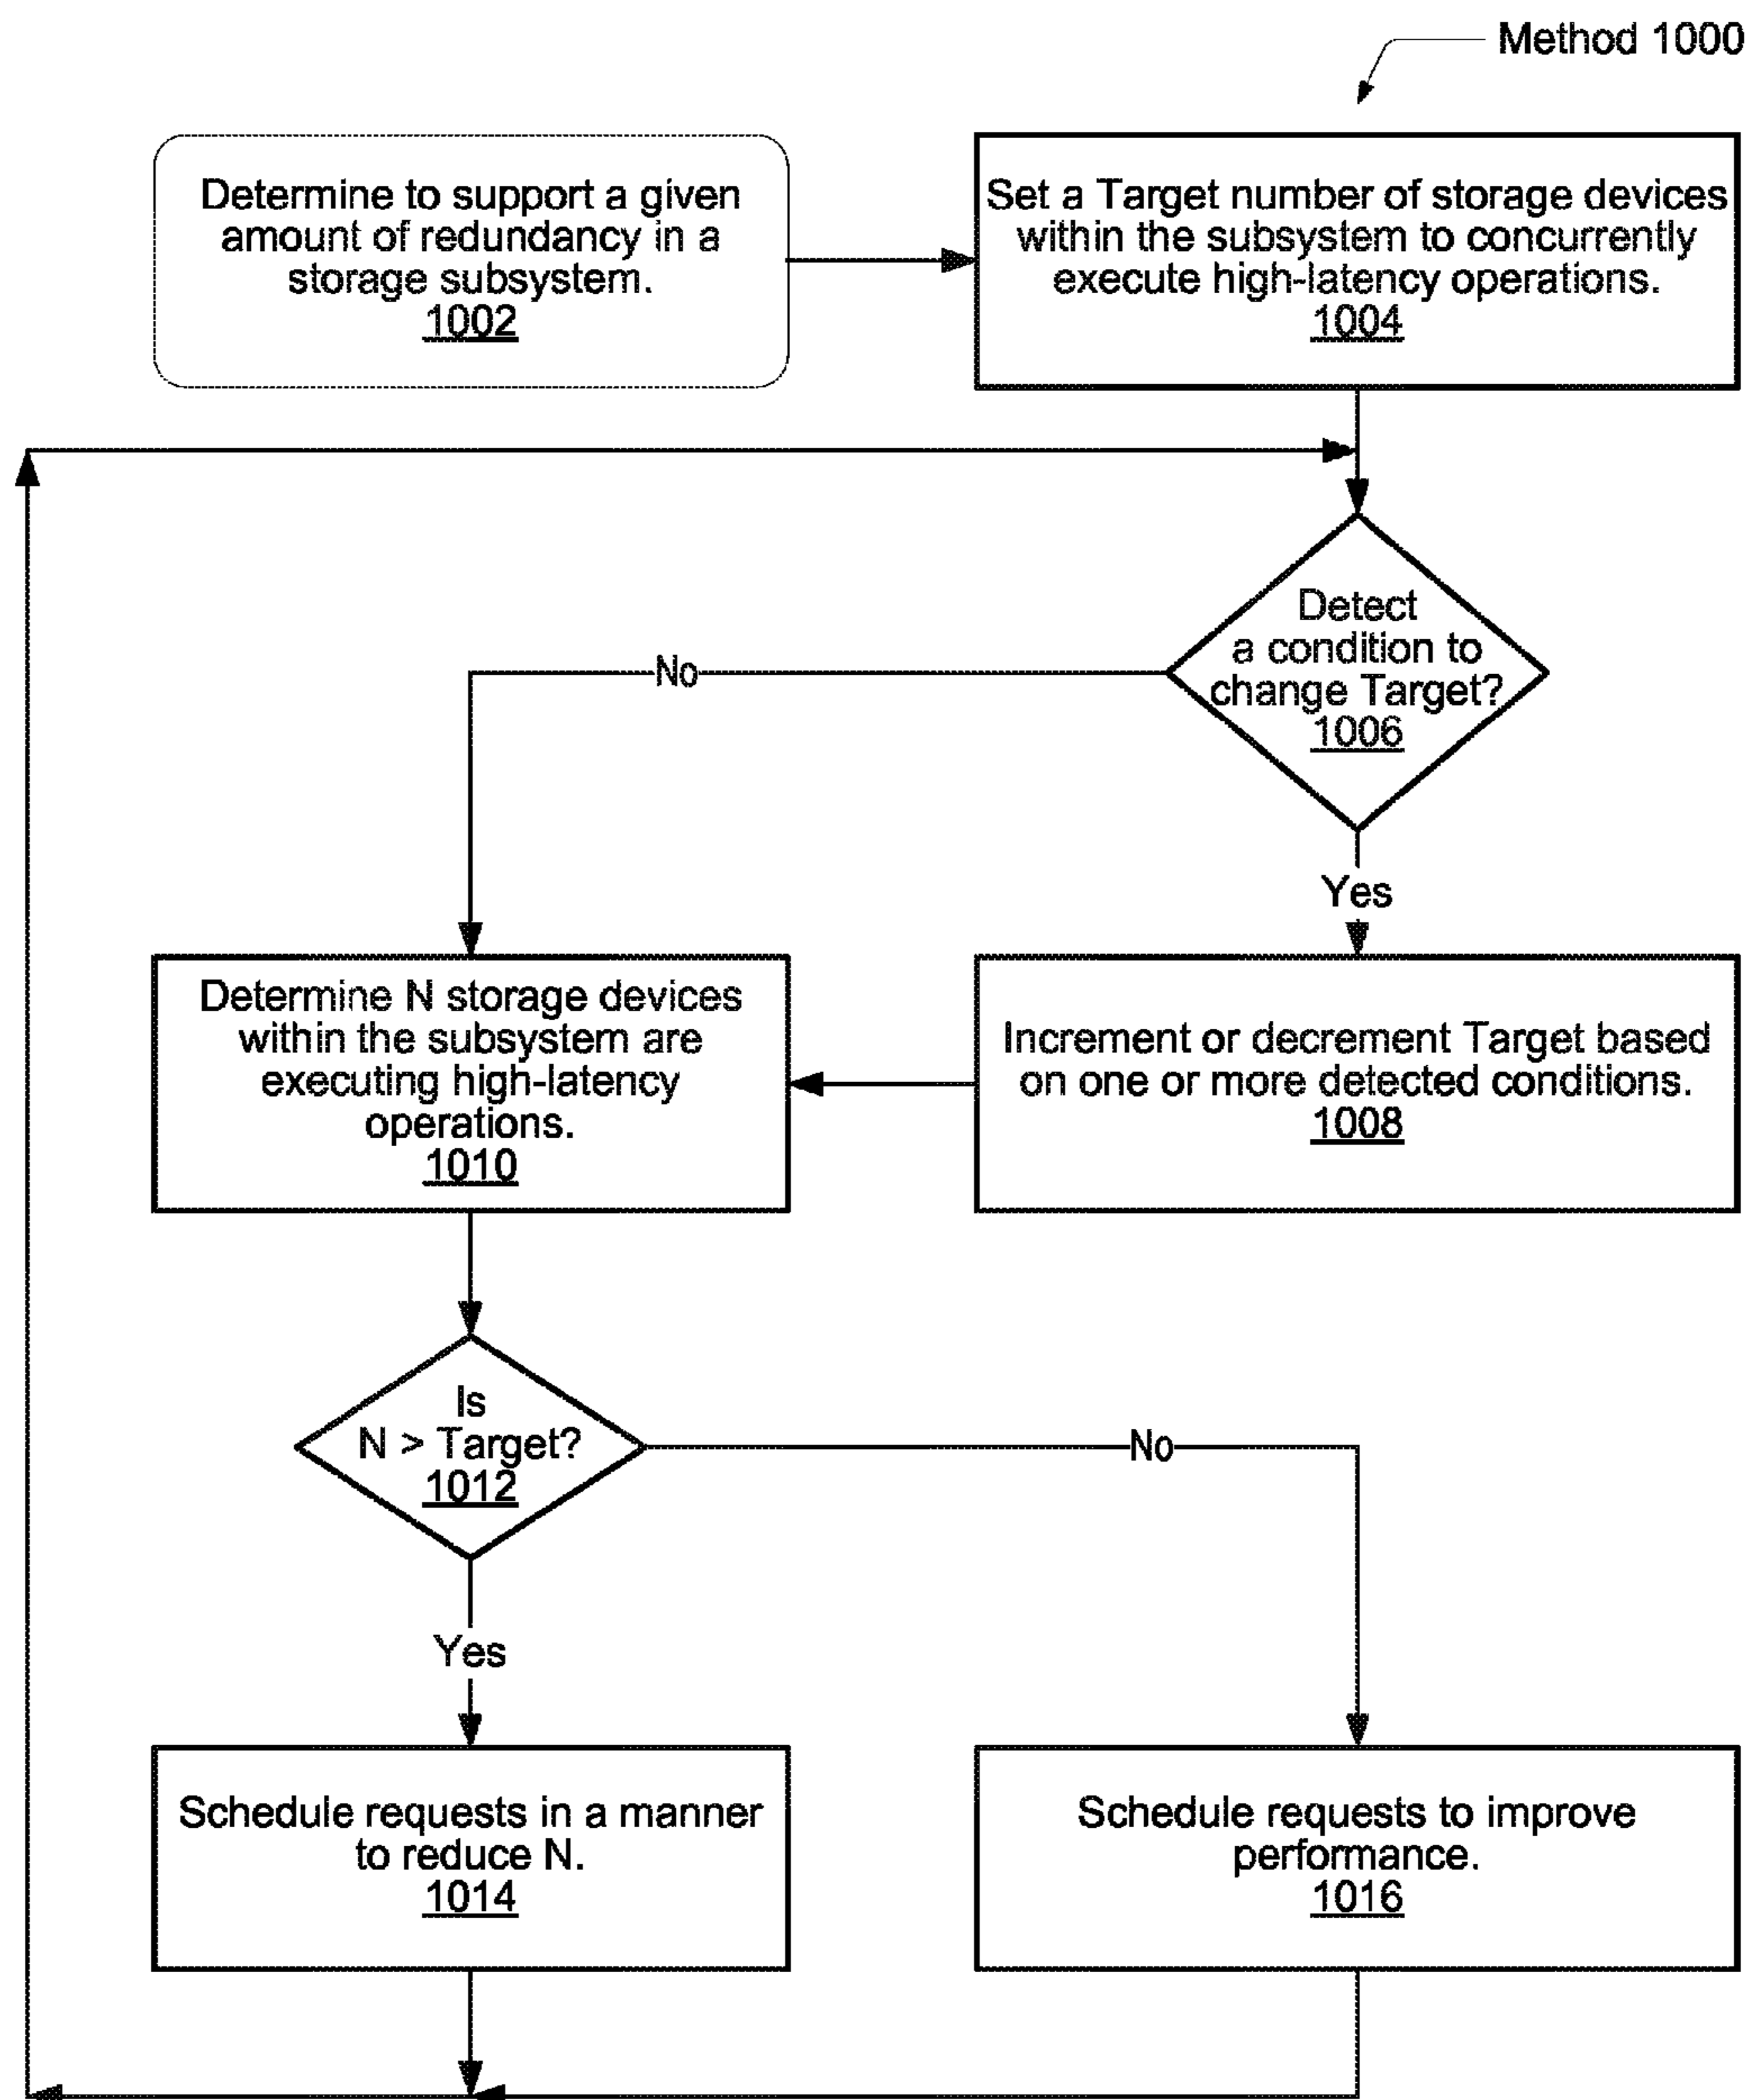 Method 1000
Determine to support a given
amount of redundancy in a
storage subsystem.
1002
Set a Target number of storage devices
within the subsystem to concurrently
execute high-latency operations.
1004
Detect
a condition to
change Target?
1006
No
Yes
Determine N storage devices
within the subsystem are
executing high-latency
operations.
1010
Increment or decrement Target based
on one or more detected conditions.
1008
Is
N > Target?
1012
No
Yes
Schedule requests in a manner
to reduce N.
1014
Schedule requests to improve
performance.
1016